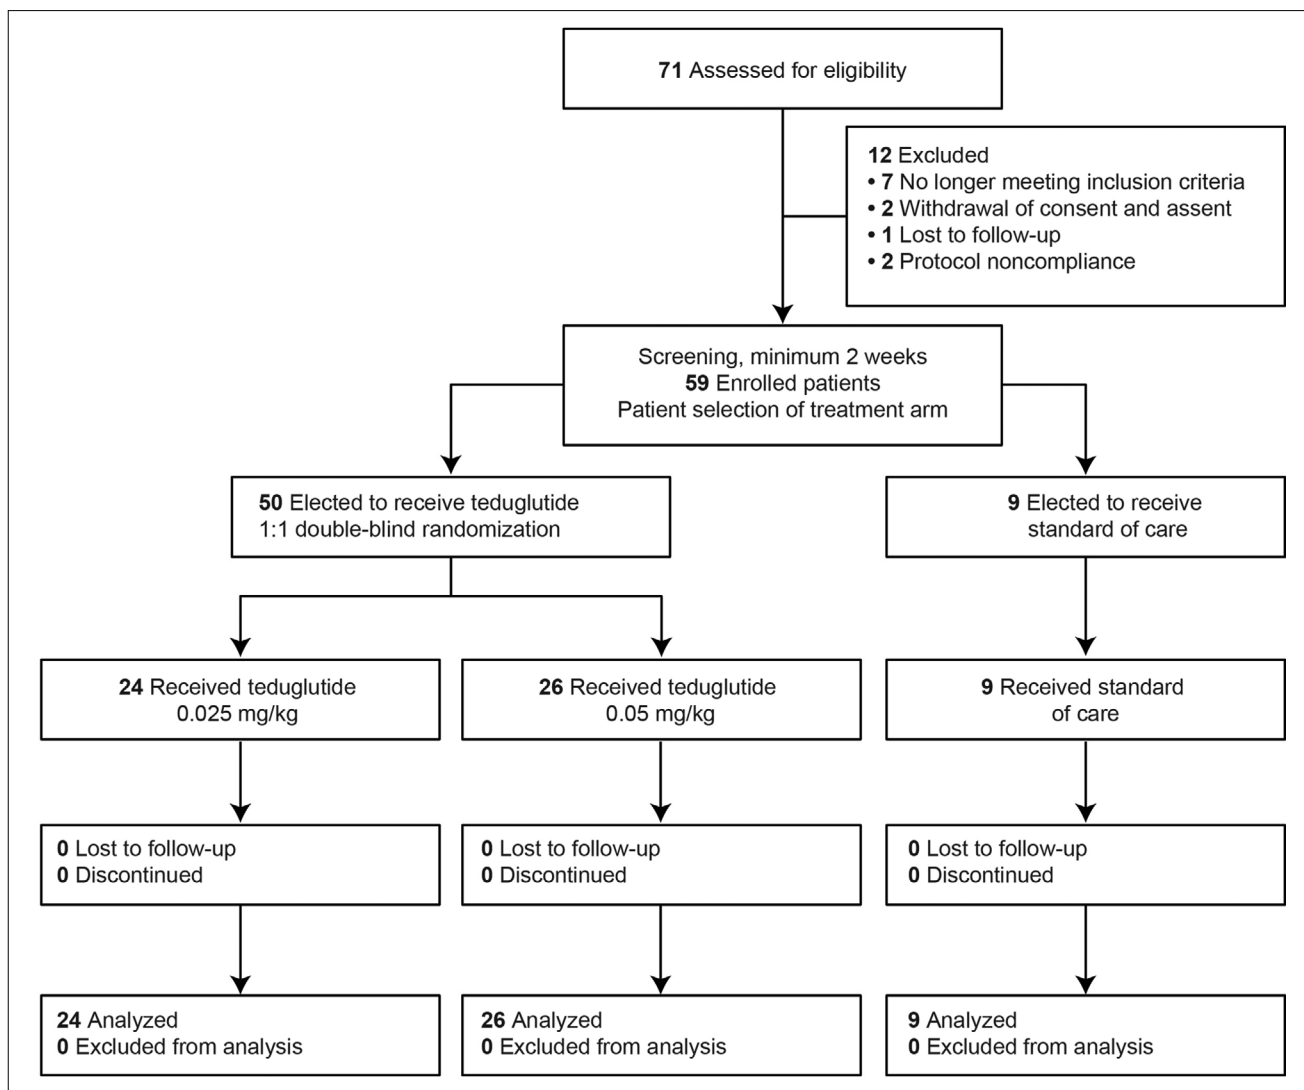 71 Assessed for eligibility
12 Excluded
• 7 No longer meeting inclusion criteria
• 2 Withdrawal of consent and assent
• 1 Lost to follow-up
• 2 Protocol noncompliance
Screening, minimum 2 weeks
59 Enrolled patients
Patient selection of treatment arm
50 Elected to receive teduglutide
1:1 double-blind randomization
9 Elected to receive
standard of care
24 Received teduglutide
0.025 mg/kg
26 Received teduglutide
0.05 mg/kg
9 Received standard
of care
0 Lost to follow-up
0 Discontinued
0 Lost to follow-up
0 Discontinued
0 Lost to follow-up
0 Discontinued
24 Analyzed
0 Excluded from analysis
26 Analyzed
0 Excluded from analysis
9 Analyzed
0 Excluded from analysis